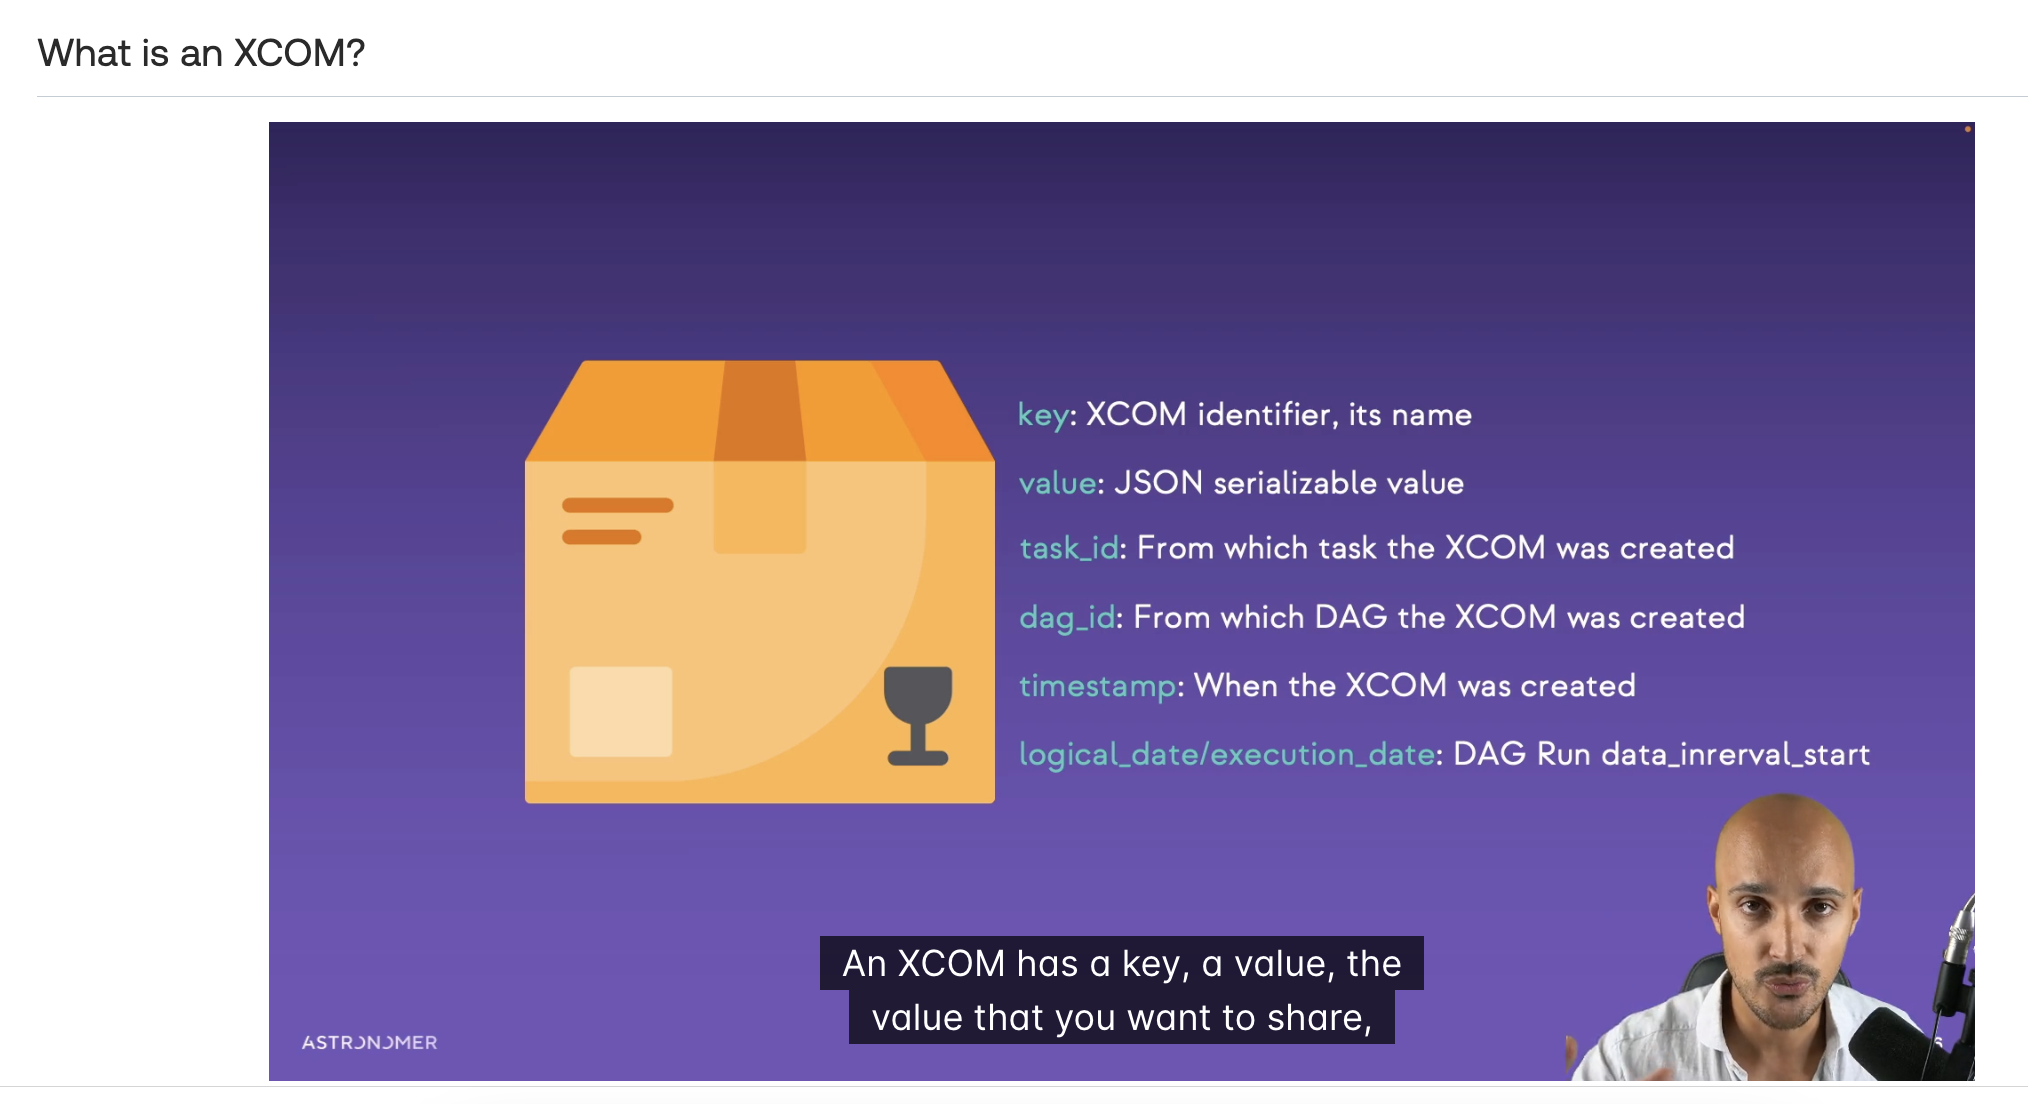 What is an XCOM?
key: XCOM identifier, its name
value: JSON serializable value
task_id: From which task the XCOM was created
dag_id: From which DAG the XCOM was created
timestamp: When the XCOM was created
logical_date/execution_date: DAG Run data_inrerval_start
An XCOM has a key, a value, the
value that you want to share,
ASTRONOMER